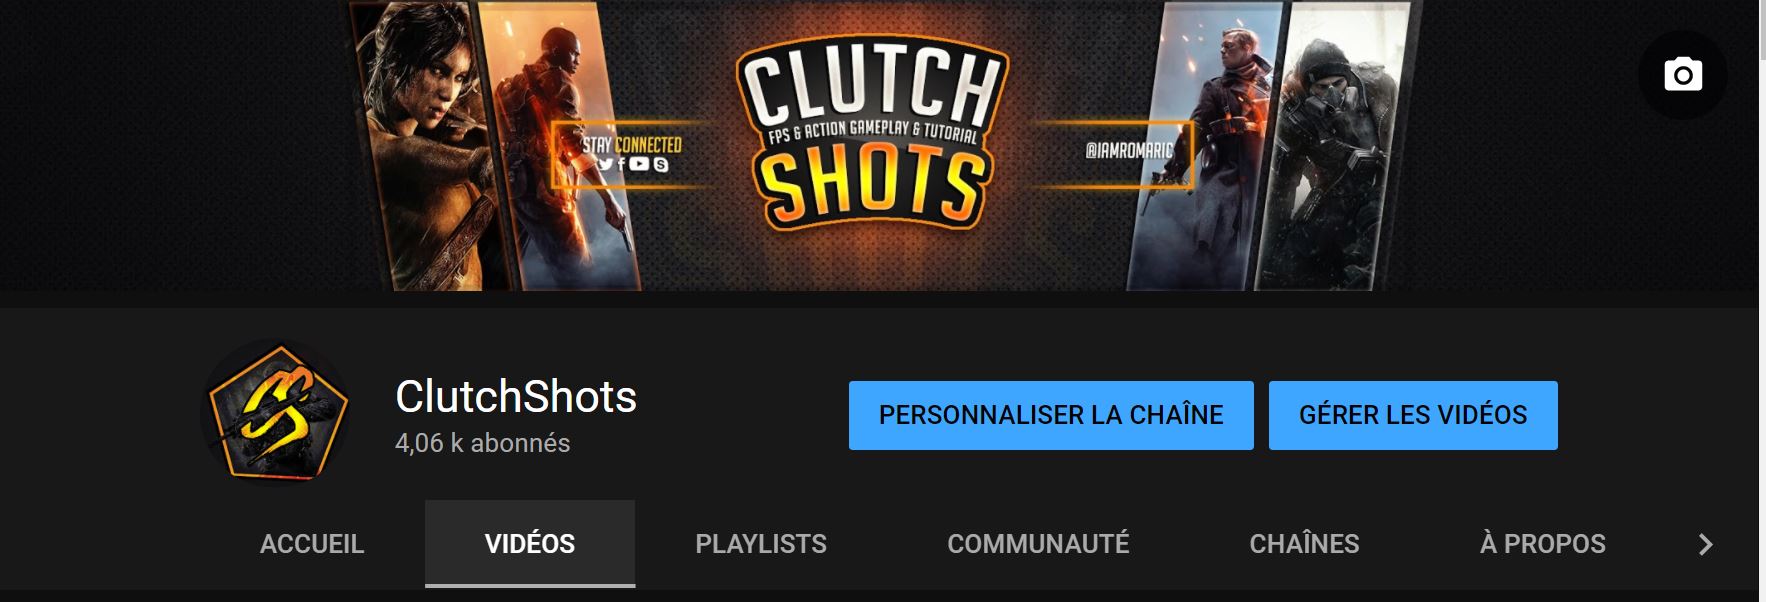 CLUTCH
FPS & ACTION GAMEPLAY & TUTORIAL
SHOTS
STAY CONNECTED
@IAMROMARIC
ClutchShots
4,06 k abonnés
PERSONNALISER LA CHAÎNE
GÉRER LES VIDÉOS
ACCUEIL
VIDÉOS
PLAYLISTS
COMMUNAUTÉ
CHAÎNES
À PROPOS